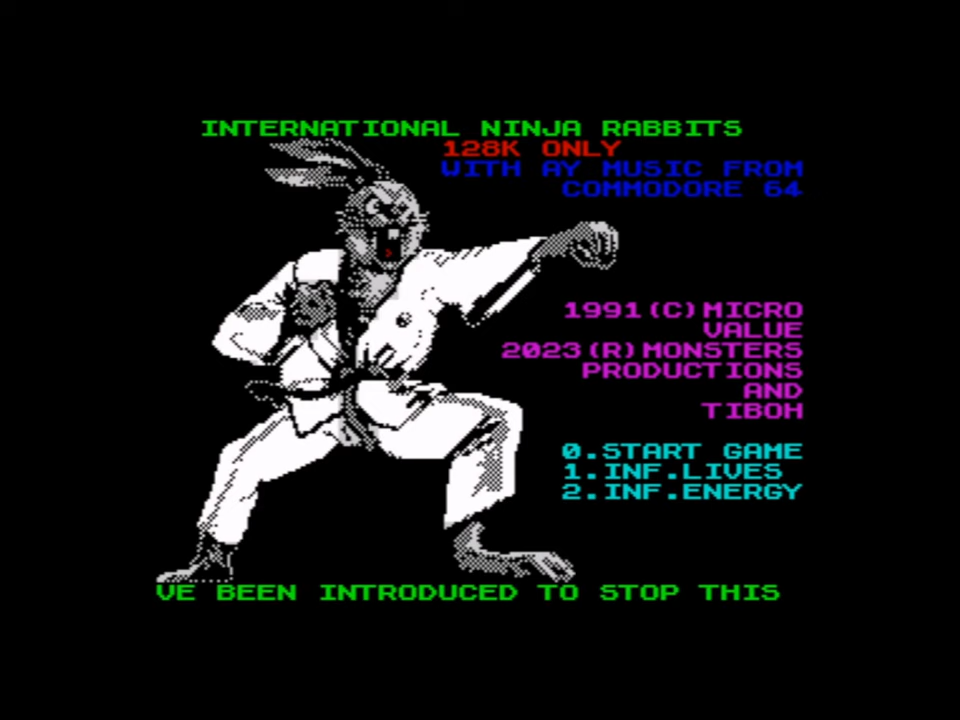 INTERNATIONAL NINJA RABBITS
128K ONLY
WITH AY MUSIC FROM
COMMODORE 64
1991(C)MICRO
VALUE
2023(R)MONSTERS
PRODUCTIONS
AND
TIBOH
0.START GAME
1.INF.LIVES
2.INF.ENERGY
VE BEEN INTRODUCED TO STOP THIS